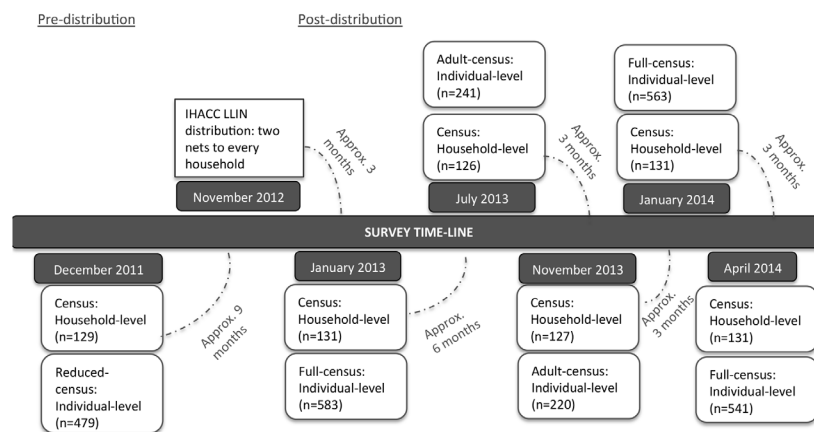 Pre-distribution
Post-distribution
IHACC LLIN
distribution: two
nets to every
household
November 2012
Approx. 3
months
Adult-census:
Individual-level
(n=241)
Census:
Household-level
(n=126)
July 2013
Approx.
3 months
Full-census:
Individual-level
(n=563)
Census:
Household-level
(n=131)
January 2014
Approx.
3 months
SURVEY TIME-LINE
December 2011
Census:
Household-level
(n=129)
Reduced-
census:
Individual-level
(n=479)
Approx. 9
months
January 2013
Census:
Household-level
(n=131)
Full-census:
Individual-level
(n=583)
Approx.
6 months
November 2013
Census:
Household-level
(n=127)
Adult-census:
Individual-level
(n=220)
Approx.
3 months
April 2014
Census:
Household-level
(n=131)
Full-census:
Individual-level
(n=541)